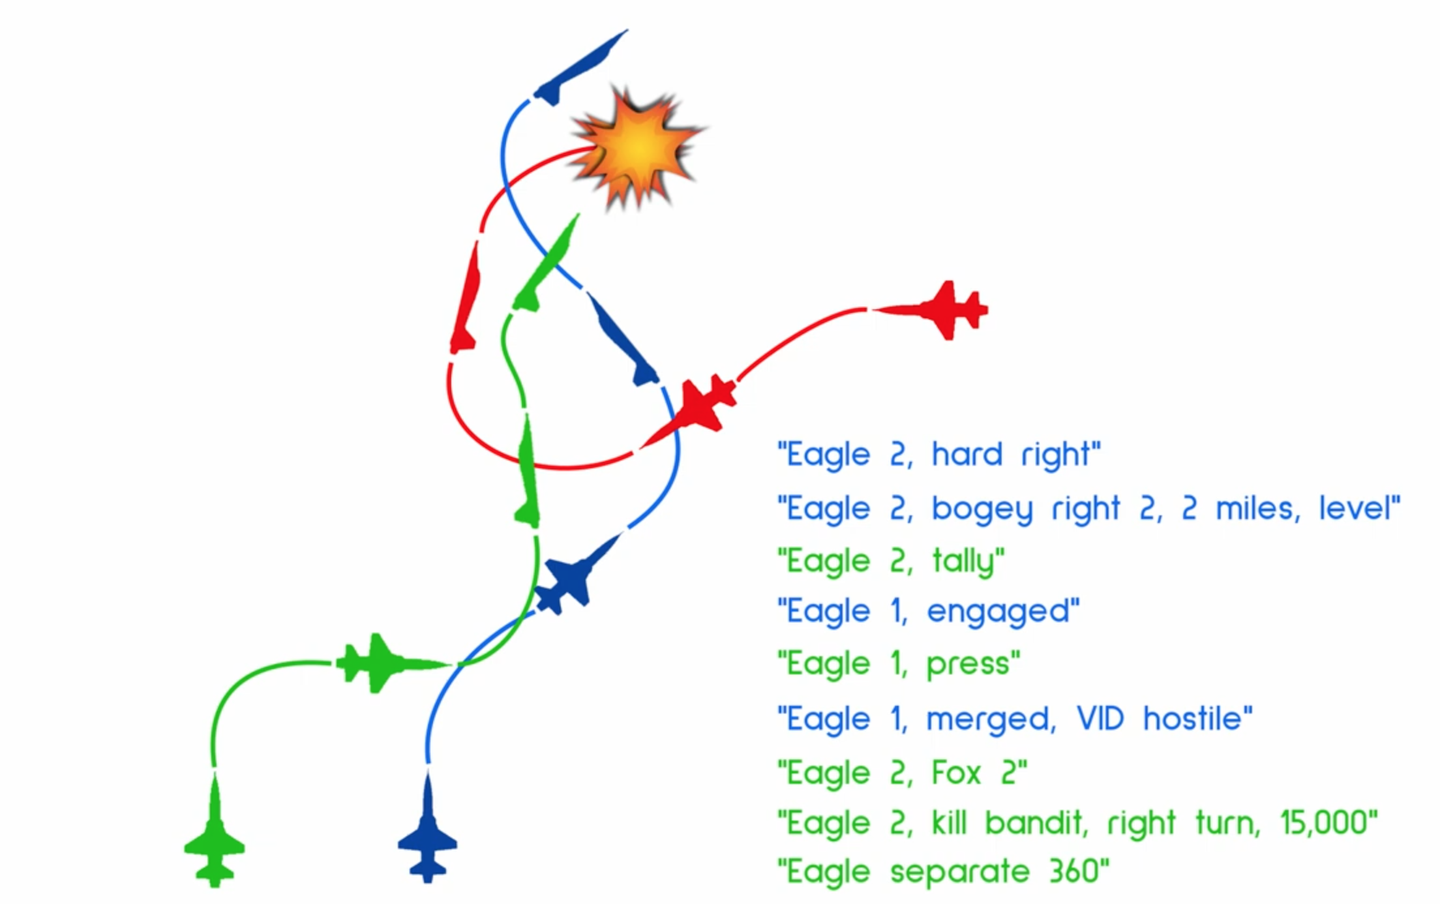 "Eagle 2, hard right"
"Eagle 2, bogey right 2, 2 miles, level"
"Eagle 2, tally"
"Eagle 1, engaged"
"Eagle 1, press"
"Eagle 1, merged, VID hostile"
"Eagle 2, Fox 2"
"Eagle 2, kill bandit, right turn, 15,000"
"Eagle separate 360"